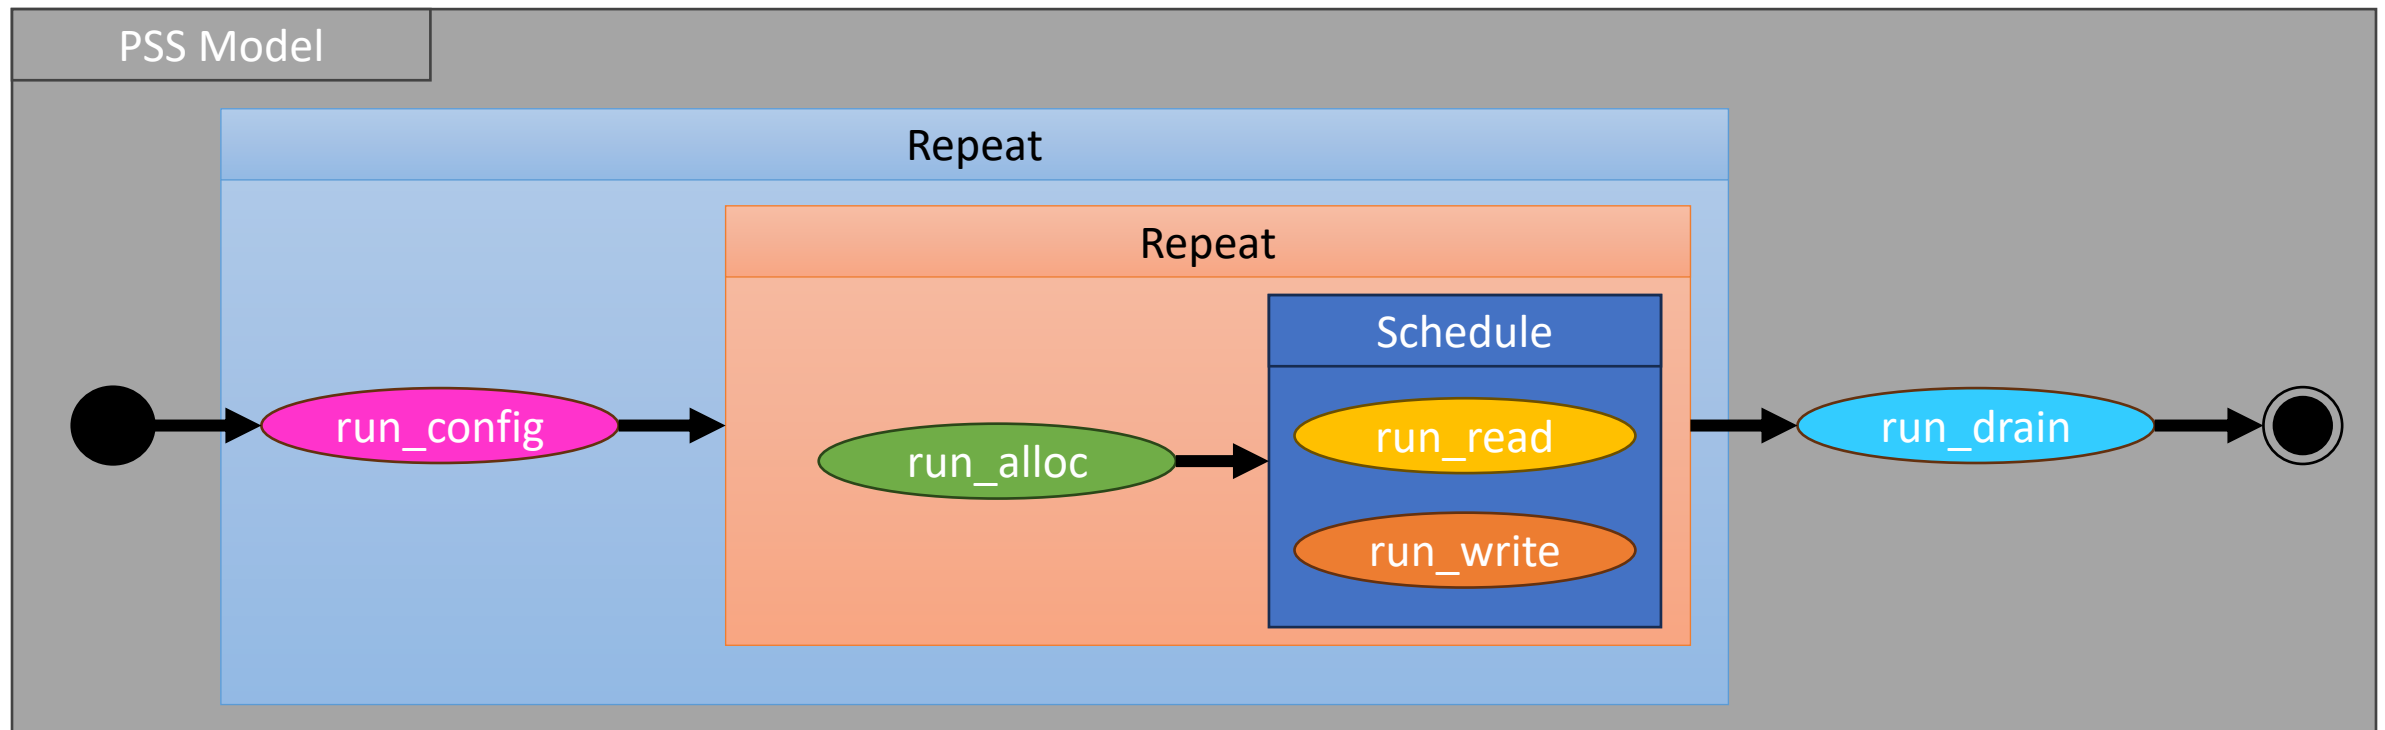 PSS Model
Repeat
Repeat
Schedule
run_config
run_alloc
run_read
run_write
run_drain